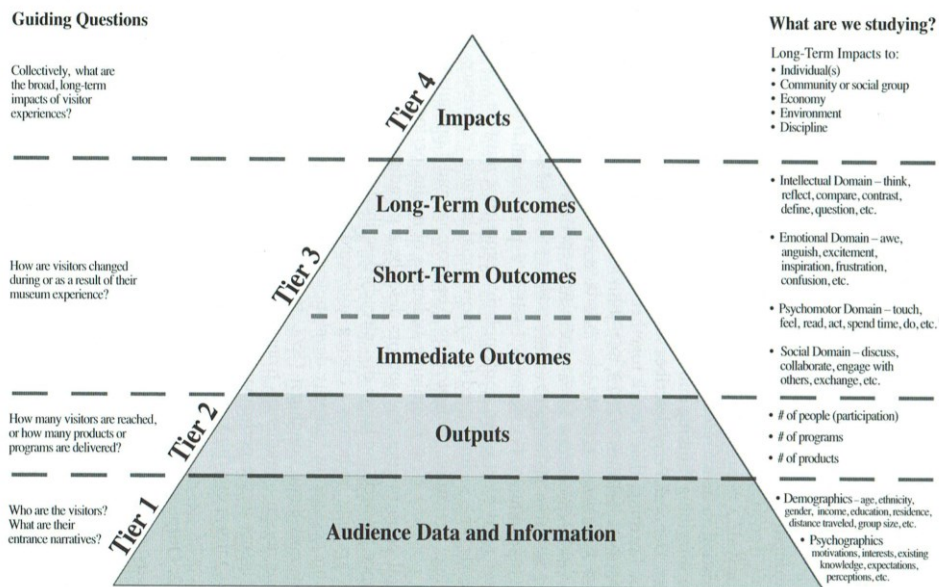 Guiding Questions
What are we studying?
Collectively, what are
the broad, long-term
impacts of visitor
experiences?
Tier 4
Impacts
Long-Term Impacts to:
• Individual(s)
• Community or social group
• Economy
• Environment
• Discipline
How are visitors changed
during or as a result of their
museum experience?
Tier 3
Long-Term Outcomes
Short-Term Outcomes
Immediate Outcomes
• Intellectual Domain – think,
reflect, compare, contrast,
define, question, etc.
• Emotional Domain – awe,
anguish, excitement,
inspiration, frustration,
confusion, etc.
• Psychomotor Domain – touch,
feel, read, act, spend time, do, etc.
• Social Domain – discuss,
collaborate, engage with
others, exchange, etc.
How many visitors are reached,
or how many products or
programs are delivered?
Tier 2
Outputs
• # of people (participation)
• # of programs
• # of products
Who are the visitors?
What are their
entrance narratives?
Tier 1
Audience Data and Information
• Demographics – age, ethnicity,
gender, income, education, residence,
distance traveled, group size, etc.
• Psychographics
motivations, interests, existing
knowledge, expectations,
perceptions, etc.